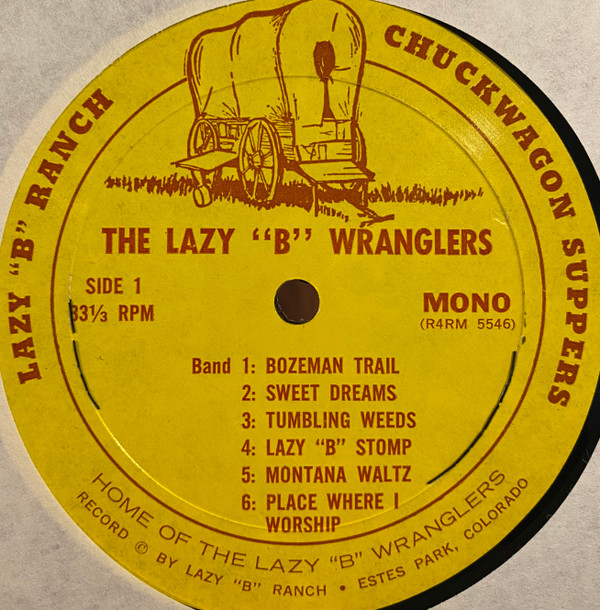 LAZY "B" RANCH
CHUCKWAGON SUPPERS
THE LAZY "B" WRANGLERS
SIDE 1
33⅓ RPM
MONO
(R4RM 5546)
Band 1: BOZEMAN TRAIL
2: SWEET DREAMS
3: TUMBLING WEEDS
4: LAZY "B" STOMP
5: MONTANA WALTZ
6: PLACE WHERE I
WORSHIP
HOME OF THE LAZY "B" WRANGLERS
RECORD © BY LAZY "B" RANCH • ESTES PARK, COLORADO